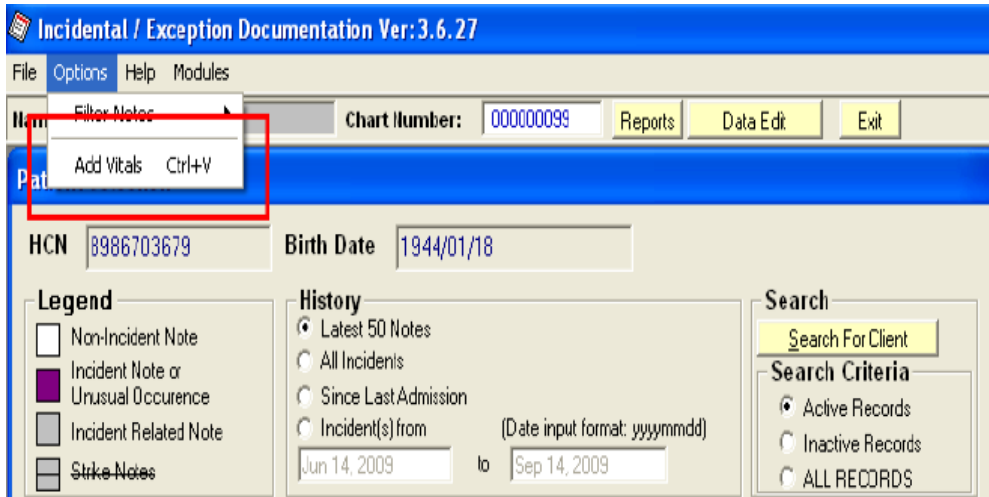 Incidental / Exception Documentation Ver:3.6.27
File Options Help Modules
Nam Filter Notes Chart Number: 000000099 Reports Data Edit Exit
Add Vitals Ctrl+V
HCN 8986703679 Birth Date 1944/01/18
Legend
Non-Incident Note
Incident Note or
Unusual Occurence
Incident Related Note
Strike Notes
History
Latest 50 Notes
All Incidents
Since Last Admission
Incident(s) from (Date input format: yyyymmdd)
Jun 14, 2009 to Sep 14, 2009
Search
Search For Client
Search Criteria
Active Records
Inactive Records
ALL RECORDS